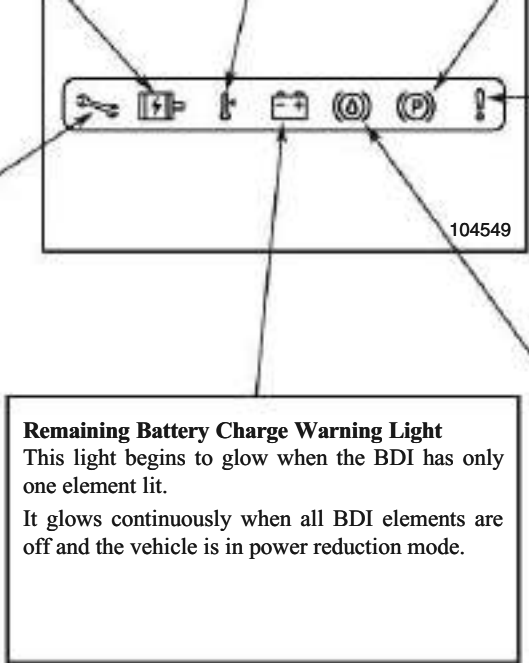 P
!
104549
Remaining Battery Charge Warning Light
This light begins to glow when the BDI has only
one element lit.
It glows continuously when all BDI elements are
off and the vehicle is in power reduction mode.